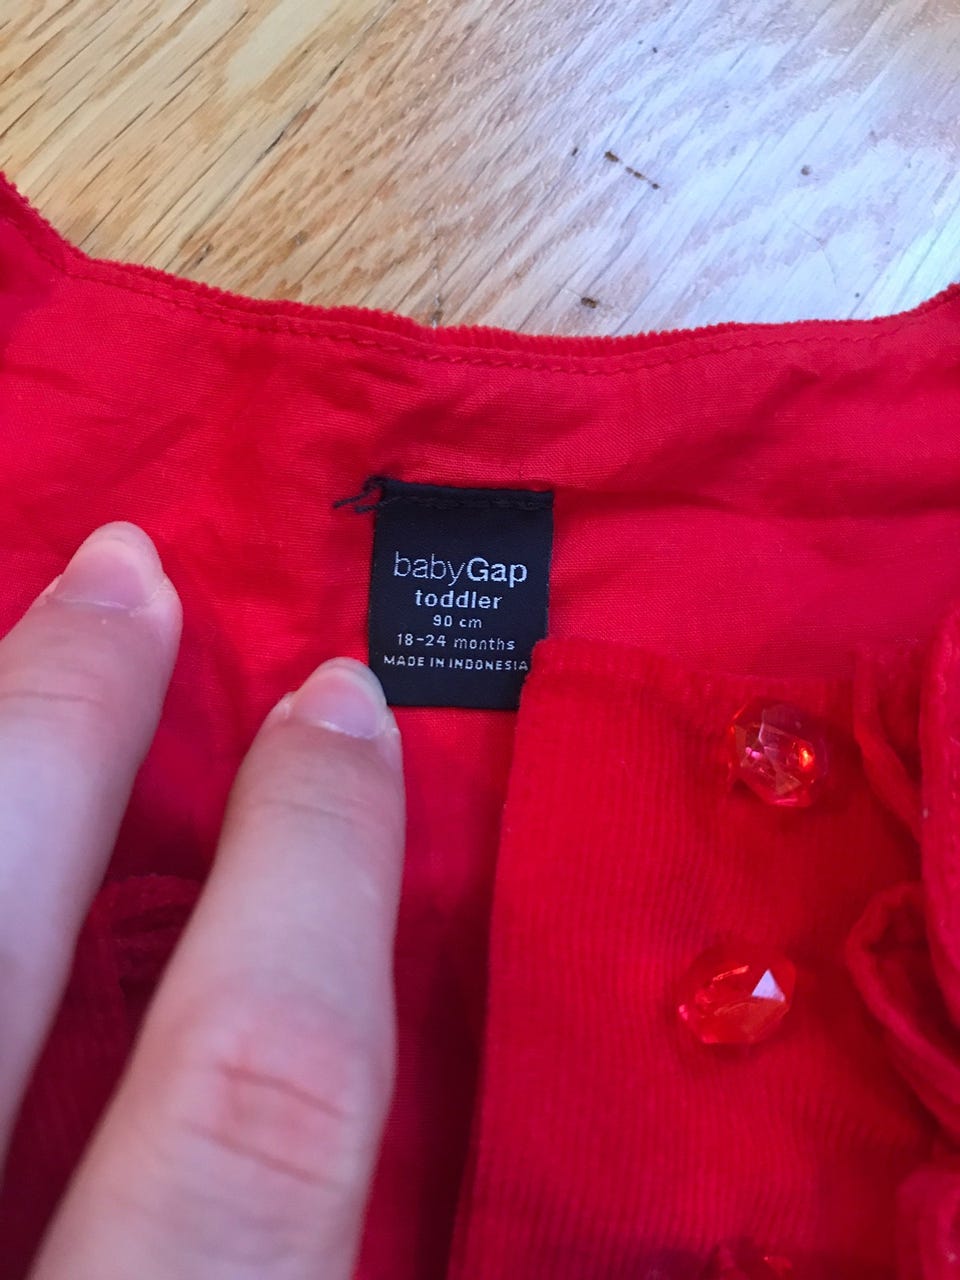 babyGap
toddler
90 cm
18-24 months
MADE IN INDONESIA